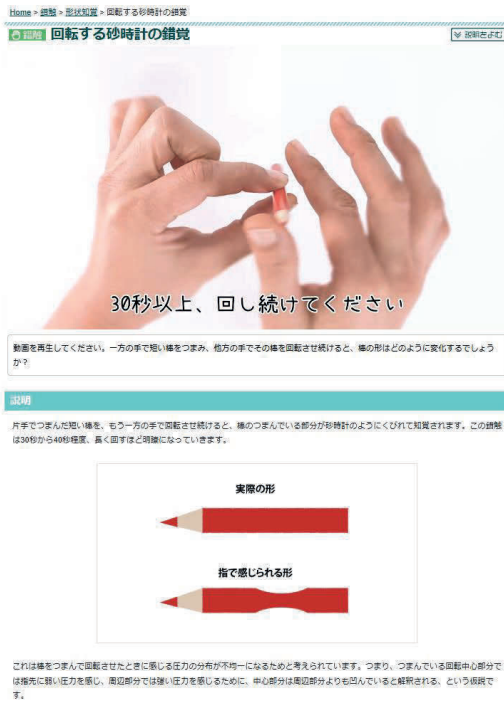 Home > 錯触 > 形状知覚 > 回転する砂時計の錯覚
錯触 回転する砂時計の錯覚
説明をよむ
30秒以上、回し続けてください
動画を再生してください。一方の手で短い棒をつまみ、他方の手でその棒を回転させ続けると、棒の形はどのように変化するでしょう
か？
説明
片手でつまんだ短い棒を、もう一方の手で回転させ続けると、棒のつまんでいる部分が砂時計のようにくびれて知覚されます。この錯触
は30秒から40秒程度、長く回すほど明瞭になっていきます。
実際の形
指で感じられる形
これは棒をつまんで回転させたときに感じる圧力の分布が不均一になるためと考えられています。つまり、つまんでいる回転中心部分で
は指先に弱い圧力を感じ、周辺部分では強い圧力を感じるために、中心部分は周辺部分よりも凹んでいると解釈される、という仮説で
す。